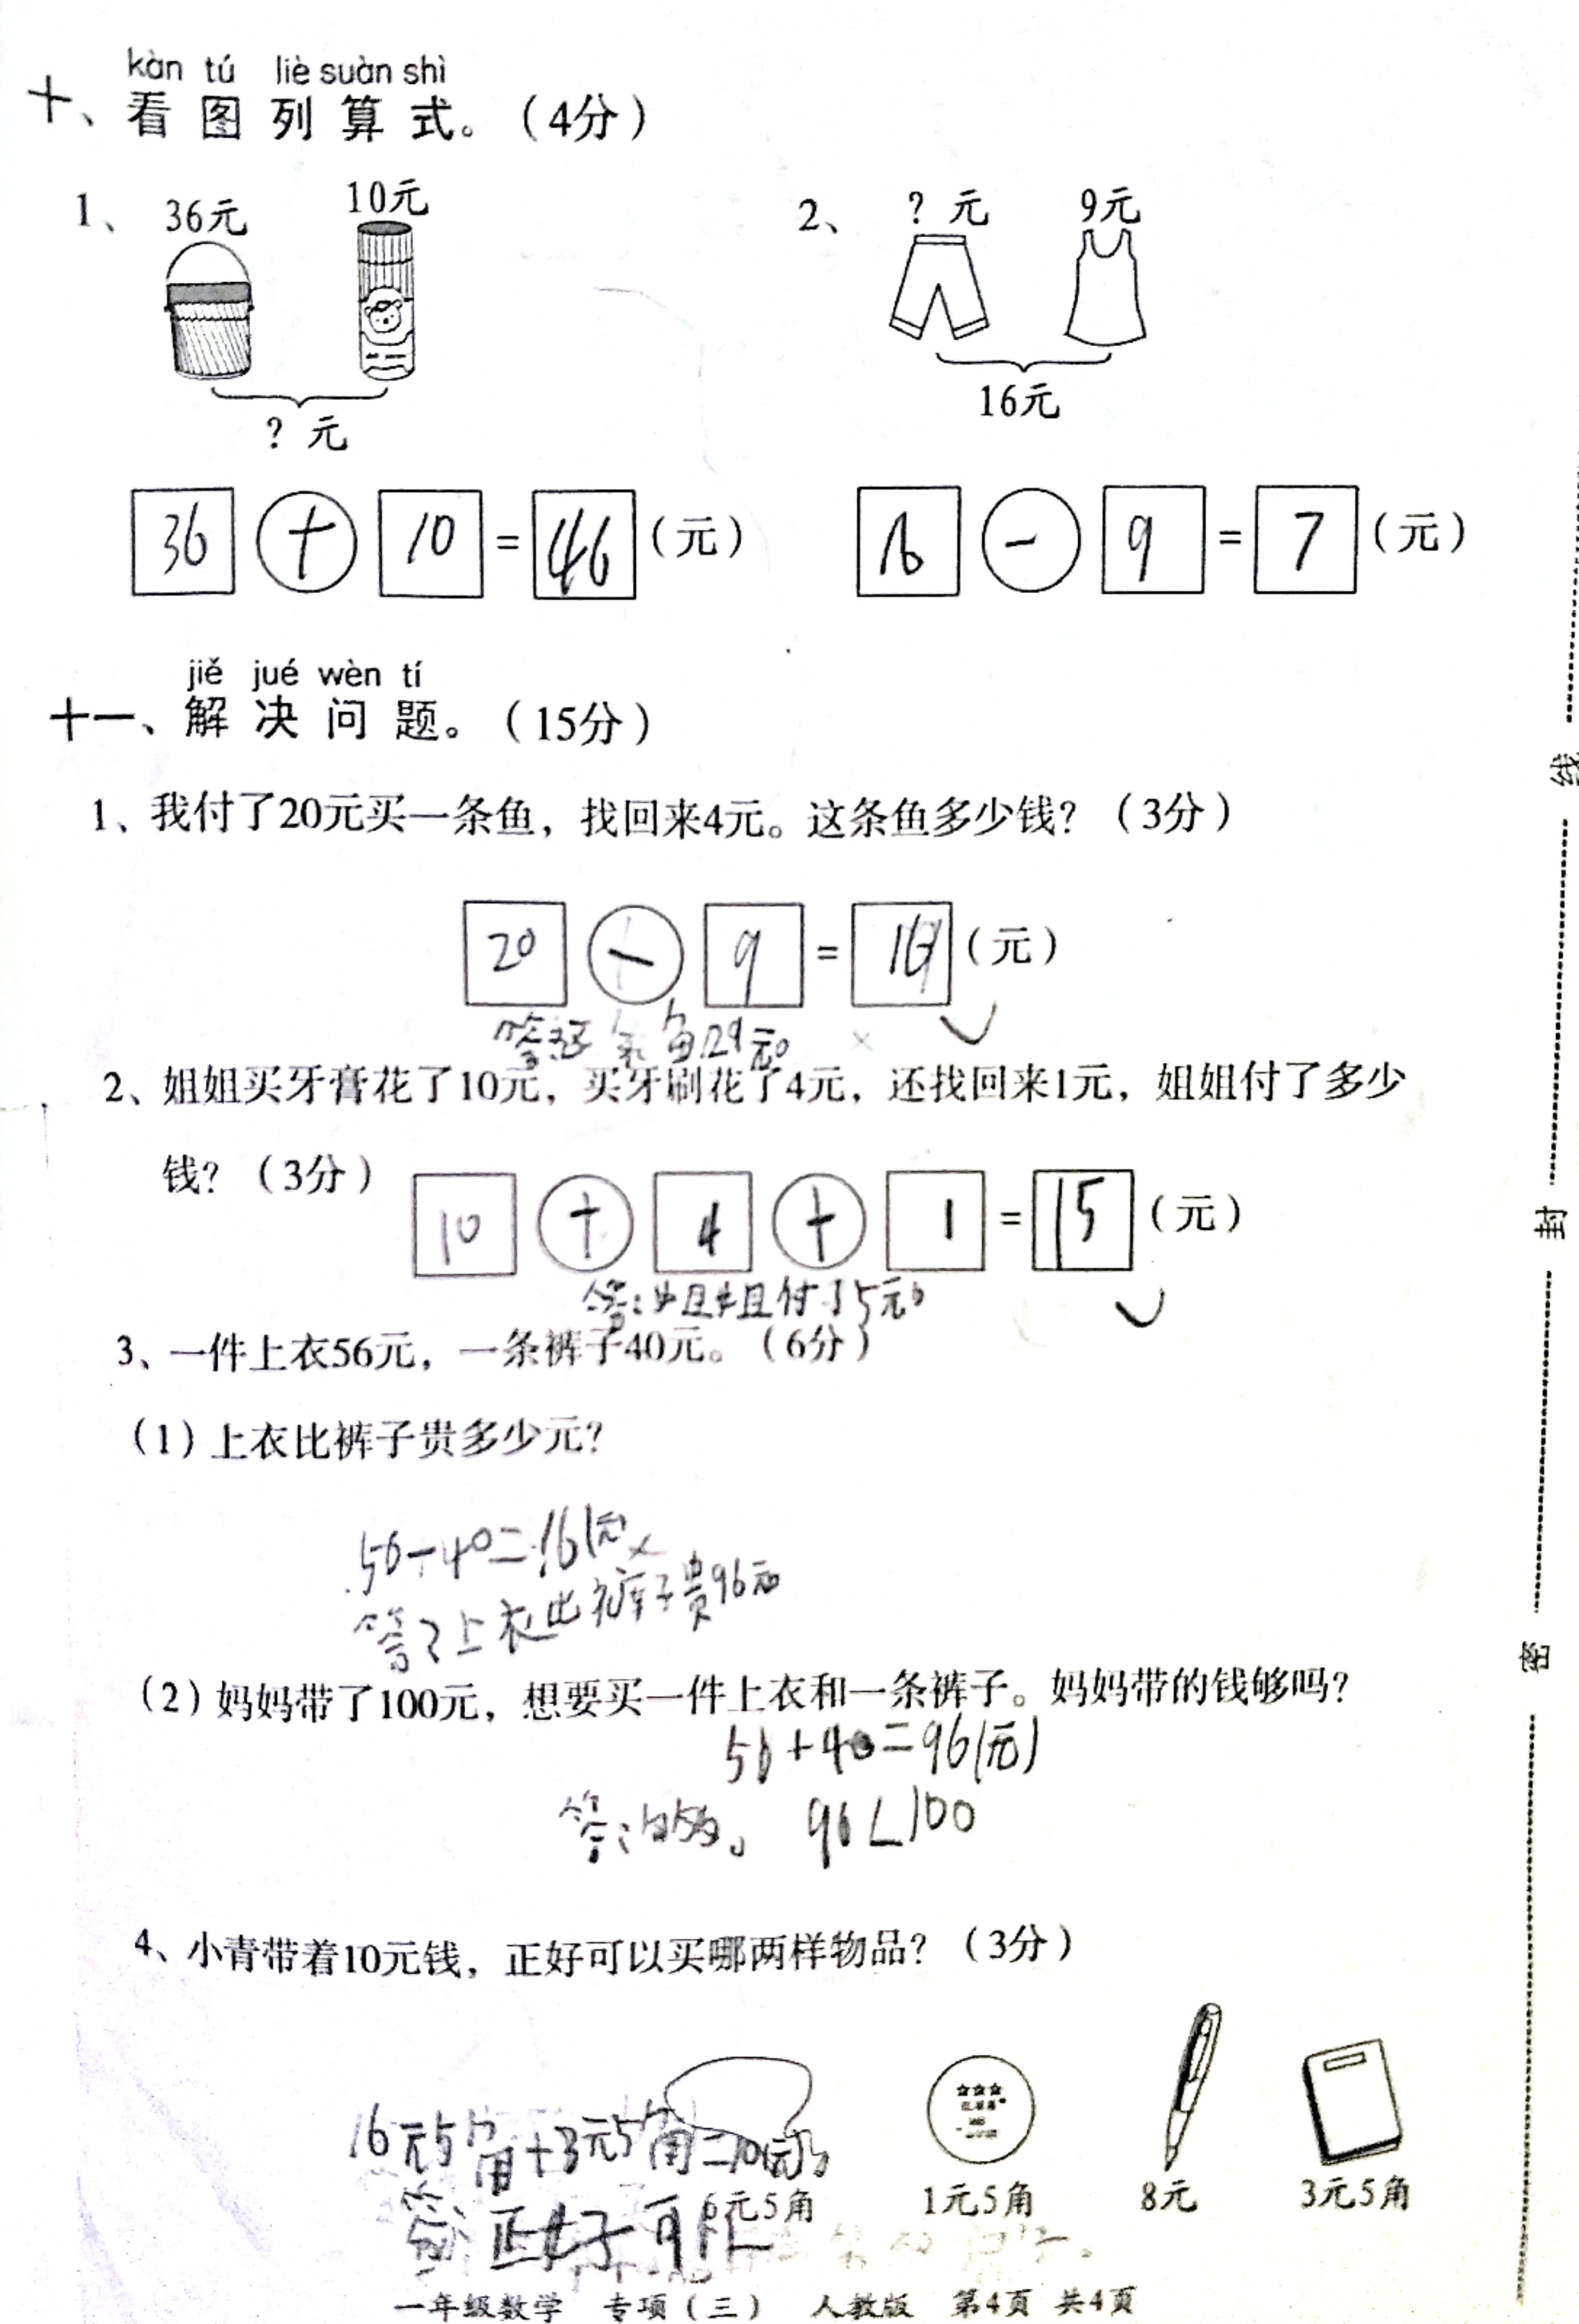 kàn tú liè suàn shì
十、看图列算式。（4分）
1、 36元 10元
? 元
2、 ? 元 9元
16元
36 + 10 = 46 （元）
16 - 9 = 7 （元）
jiě jué wèn tí
十一、解决问题。（15分）
1、我付了20元买一条鱼，找回来4元。这条鱼多少钱？（3分）
20 - 9 = 16 （元）
答:这条鱼29元。
2、姐姐买牙膏花了10元，买牙刷花了4元，还找回来1元，姐姐付了多少
钱？（3分）
10 + 4 + 1 = 15 （元）
答:姐姐付了5元。
3、一件上衣56元，一条裤子40元。（6分）
（1）上衣比裤子贵多少元？
56-40=16(元)
答:上衣比裤子贵96元
（2）妈妈带了100元，想要买一件上衣和一条裤子。妈妈带的钱够吗？
56+40=96(元)
答:够。 96<100
4、小青带着10元钱，正好可以买哪两样物品？（3分）
6元5角+3元5角=10(元)
6元5角 1元5角 8元 3元5角
答:正好可以
一年级数学 专项（三） 人教版 第4页 共4页
线
封
密